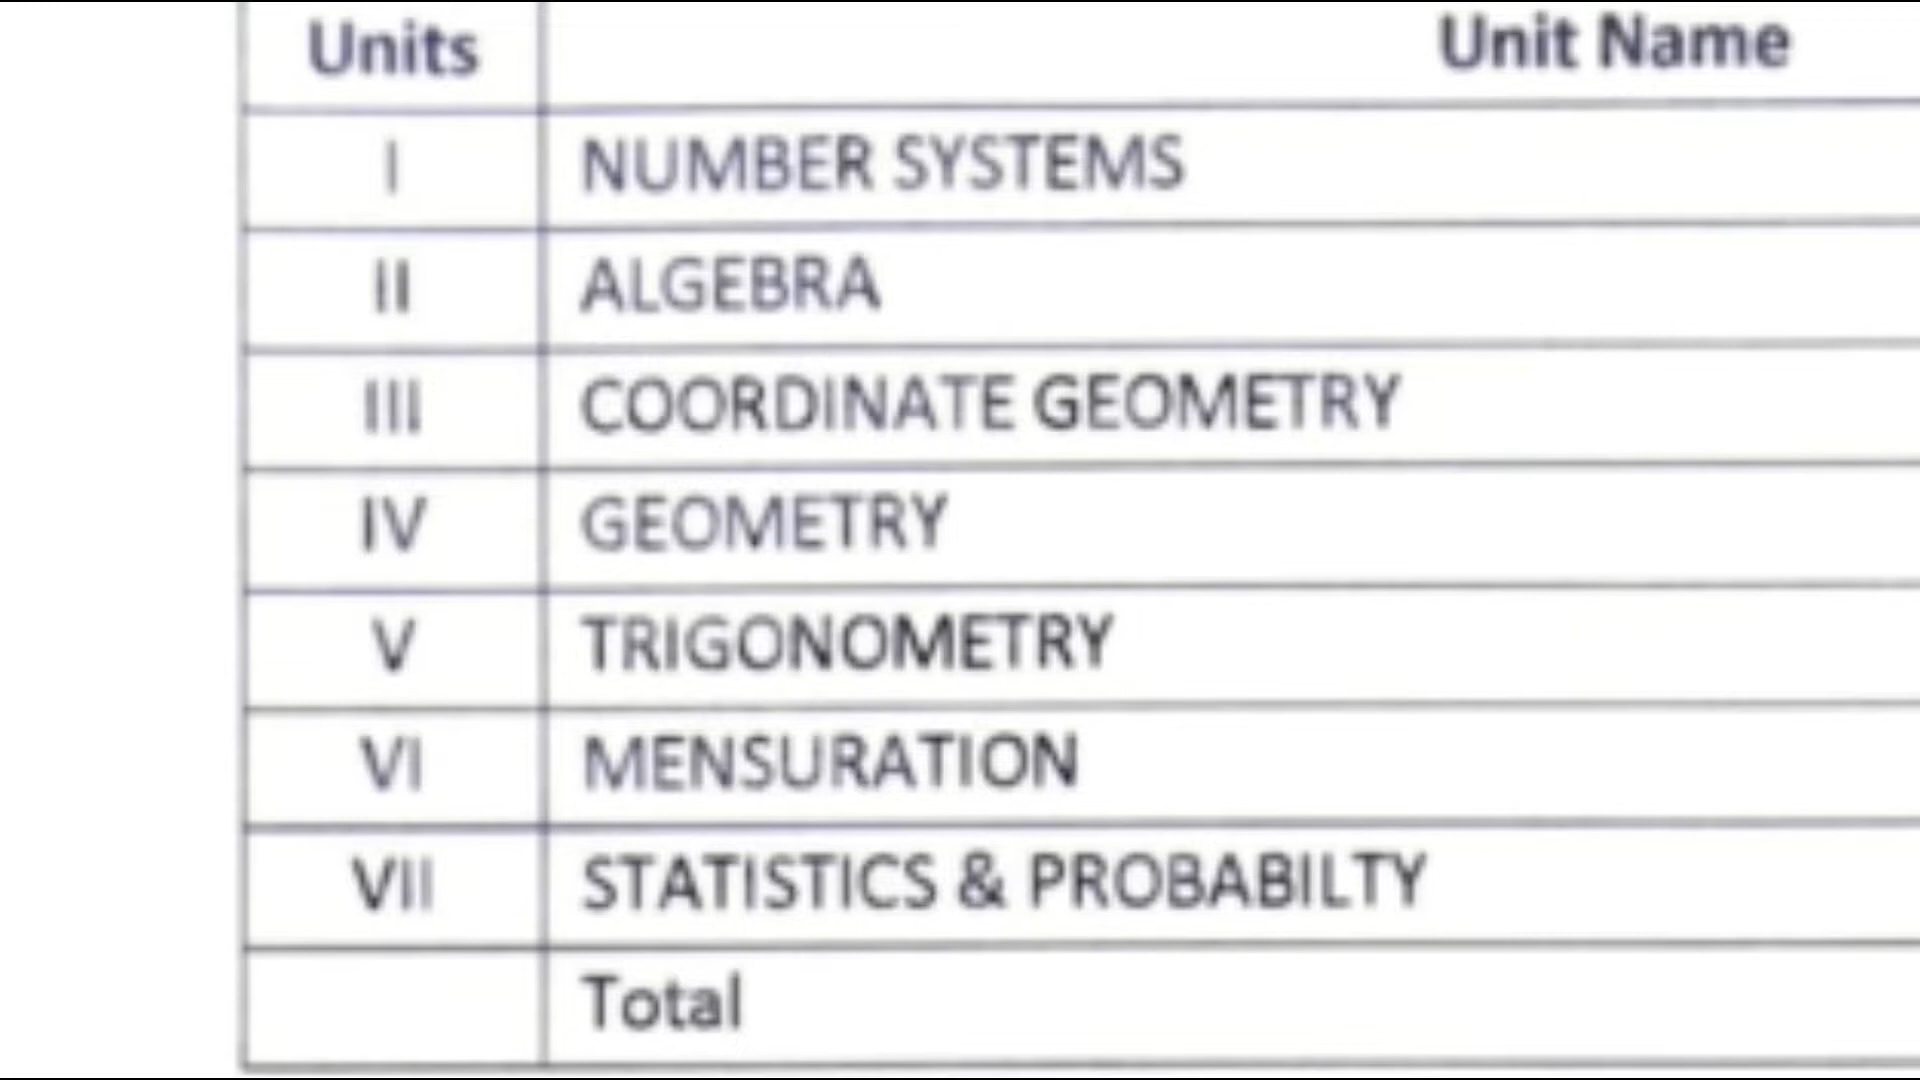 Units Unit Name
I NUMBER SYSTEMS
II ALGEBRA
III COORDINATE GEOMETRY
IV GEOMETRY
V TRIGONOMETRY
VI MENSURATION
VII STATISTICS & PROBABILTY
Total